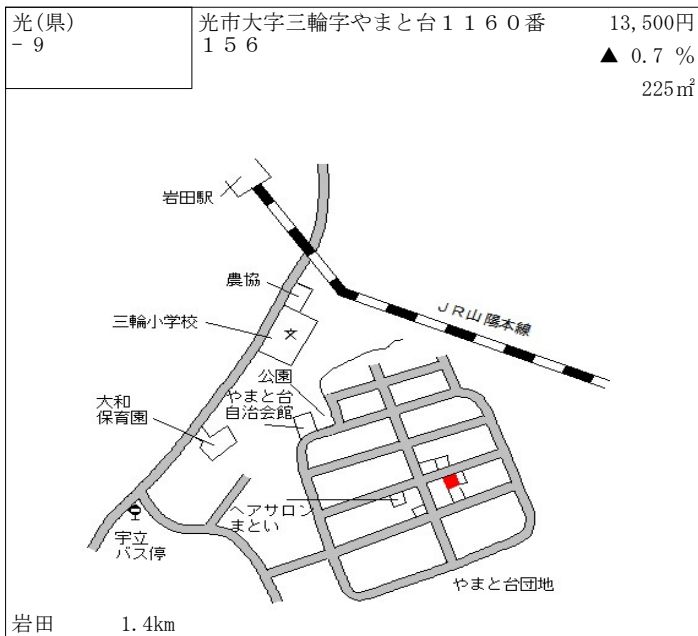 光(県)
- 9
光市大字三輪字やまと台1160番
156
13,500円
▲ 0.7 %
225㎡
岩田駅
農協
三輪小学校
JR山陽本線
公園
やまと台
自治会館
大和
保育園
ヘアサロン
まとい
宇立
バス停
やまと台団地
岩田 1.4km